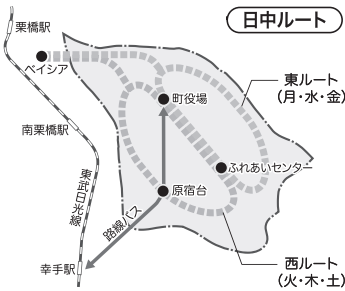 日中ルート
栗橋駅
ベイシア
東ルート
(月・水・金)
町役場
南栗橋駅
ふれあいセンター
東武日光線
原宿台
路線バス
西ルート
(火・木・土)
幸手駅